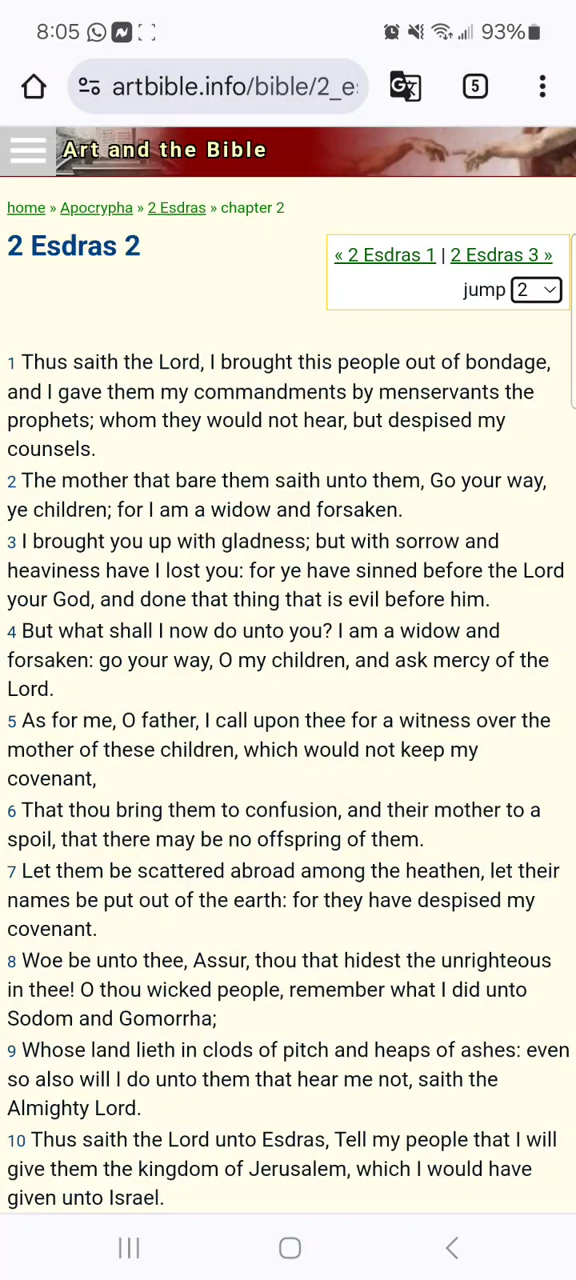 8:05 93%
artbible.info/bible/2_e 5
Art and the Bible
home » Apocrypha » 2 Esdras » chapter 2
2 Esdras 2
« 2 Esdras 1 | 2 Esdras 3 »
jump 2
1 Thus saith the Lord, I brought this people out of bondage,
and I gave them my commandments by menservants the
prophets; whom they would not hear, but despised my
counsels.
2 The mother that bare them saith unto them, Go your way,
ye children; for I am a widow and forsaken.
3 I brought you up with gladness; but with sorrow and
heaviness have I lost you: for ye have sinned before the Lord
your God, and done that thing that is evil before him.
4 But what shall I now do unto you? I am a widow and
forsaken: go your way, O my children, and ask mercy of the
Lord.
5 As for me, O father, I call upon thee for a witness over the
mother of these children, which would not keep my
covenant,
6 That thou bring them to confusion, and their mother to a
spoil, that there may be no offspring of them.
7 Let them be scattered abroad among the heathen, let their
names be put out of the earth: for they have despised my
covenant.
8 Woe be unto thee, Assur, thou that hidest the unrighteous
in thee! O thou wicked people, remember what I did unto
Sodom and Gomorrha;
9 Whose land lieth in clods of pitch and heaps of ashes: even
so also will I do unto them that hear me not, saith the
Almighty Lord.
10 Thus saith the Lord unto Esdras, Tell my people that I will
give them the kingdom of Jerusalem, which I would have
given unto Israel.